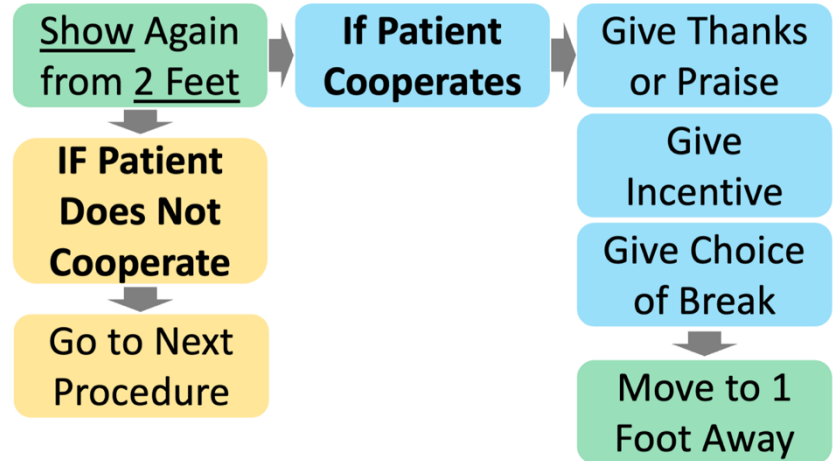 Show Again
from 2 Feet
If Patient
Cooperates
Give Thanks
or Praise
Give
Incentive
Give Choice
of Break
Move to 1
Foot Away
IF Patient
Does Not
Cooperate
Go to Next
Procedure